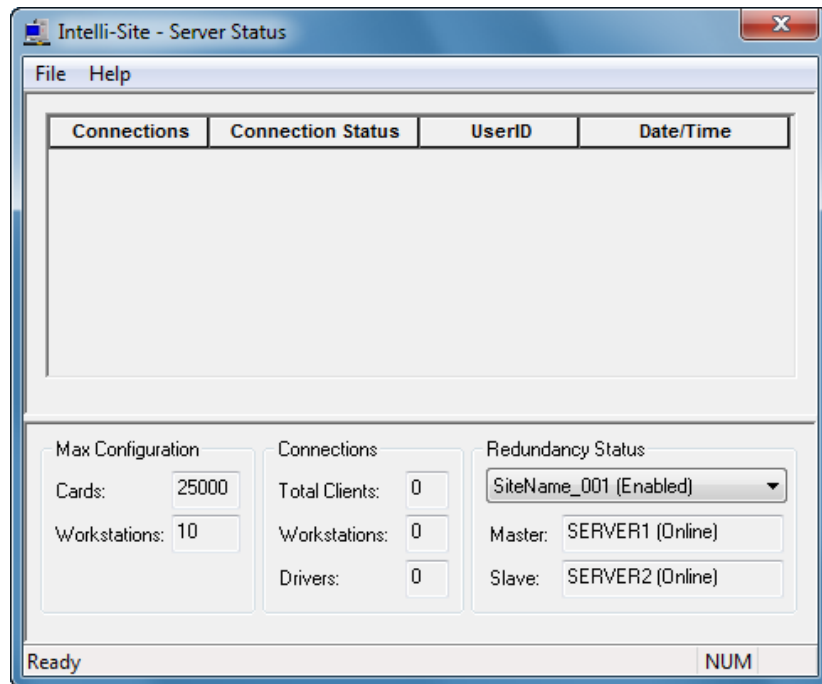 Intelli-Site - Server Status
x
File Help
Connections Connection Status UserID Date/Time
Max Configuration
Cards: 25000
Workstations: 10
Connections
Total Clients: 0
Workstations: 0
Drivers: 0
Redundancy Status
SiteName_001 (Enabled)
Master: SERVER1 (Online)
Slave: SERVER2 (Online)
Ready NUM